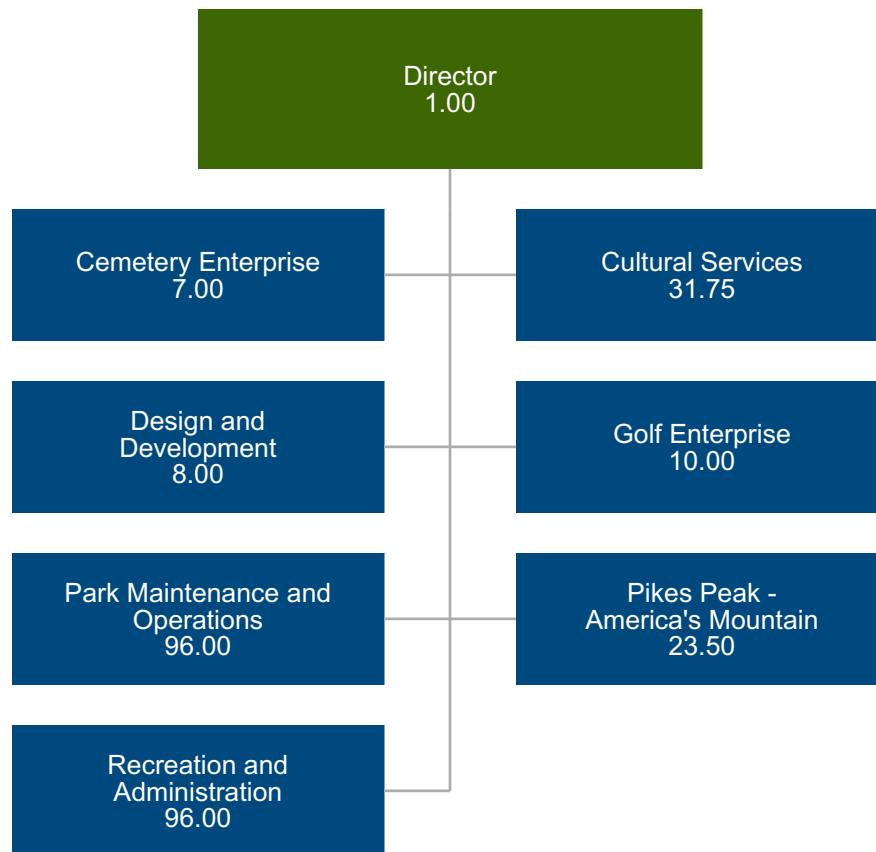 Director
1.00
Cemetery Enterprise
7.00
Cultural Services
31.75
Design and
Development
8.00
Golf Enterprise
10.00
Park Maintenance and
Operations
96.00
Pikes Peak -
America's Mountain
23.50
Recreation and
Administration
96.00